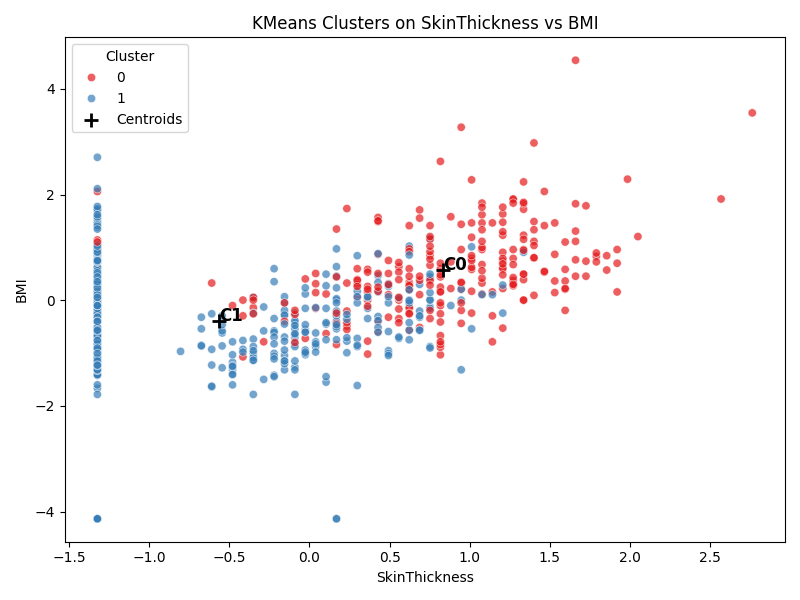 KMeans Clusters on SkinThickness vs BMI
Cluster
0
1
Centroids
C0
C1
BMI
4
2
0
−2
−4
−1.5 −1.0 −0.5 0.0 0.5 1.0 1.5 2.0 2.5
SkinThickness